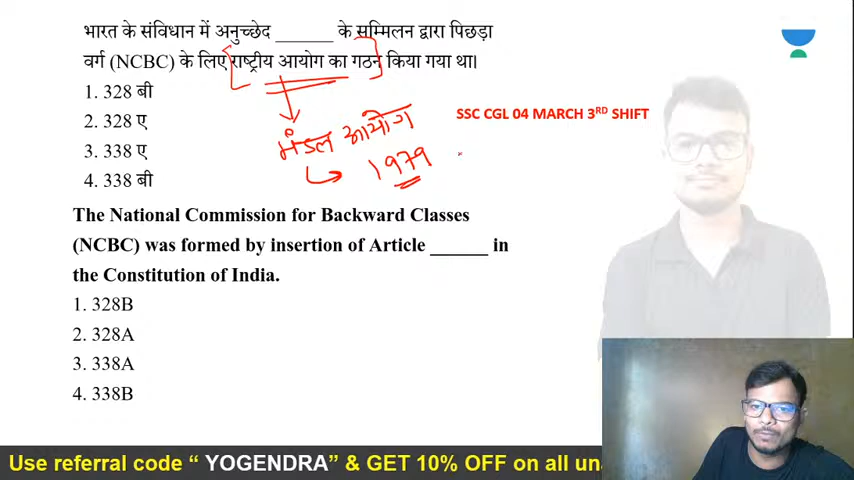 भारत के संविधान में अनुच्छेद ______ के सम्मिलन द्वारा पिछड़ा
वर्ग (NCBC) के लिए राष्ट्रीय आयोग का गठन किया गया था।
1. 328 बी
2. 328 ए
3. 338 ए
4. 338 बी
मंडल आयोग
1979
SSC CGL 04 MARCH 3RD SHIFT
The National Commission for Backward Classes
(NCBC) was formed by insertion of Article ______ in
the Constitution of India.
1. 328B
2. 328A
3. 338A
4. 338B
Use referral code “ YOGENDRA” & GET 10% OFF on all una